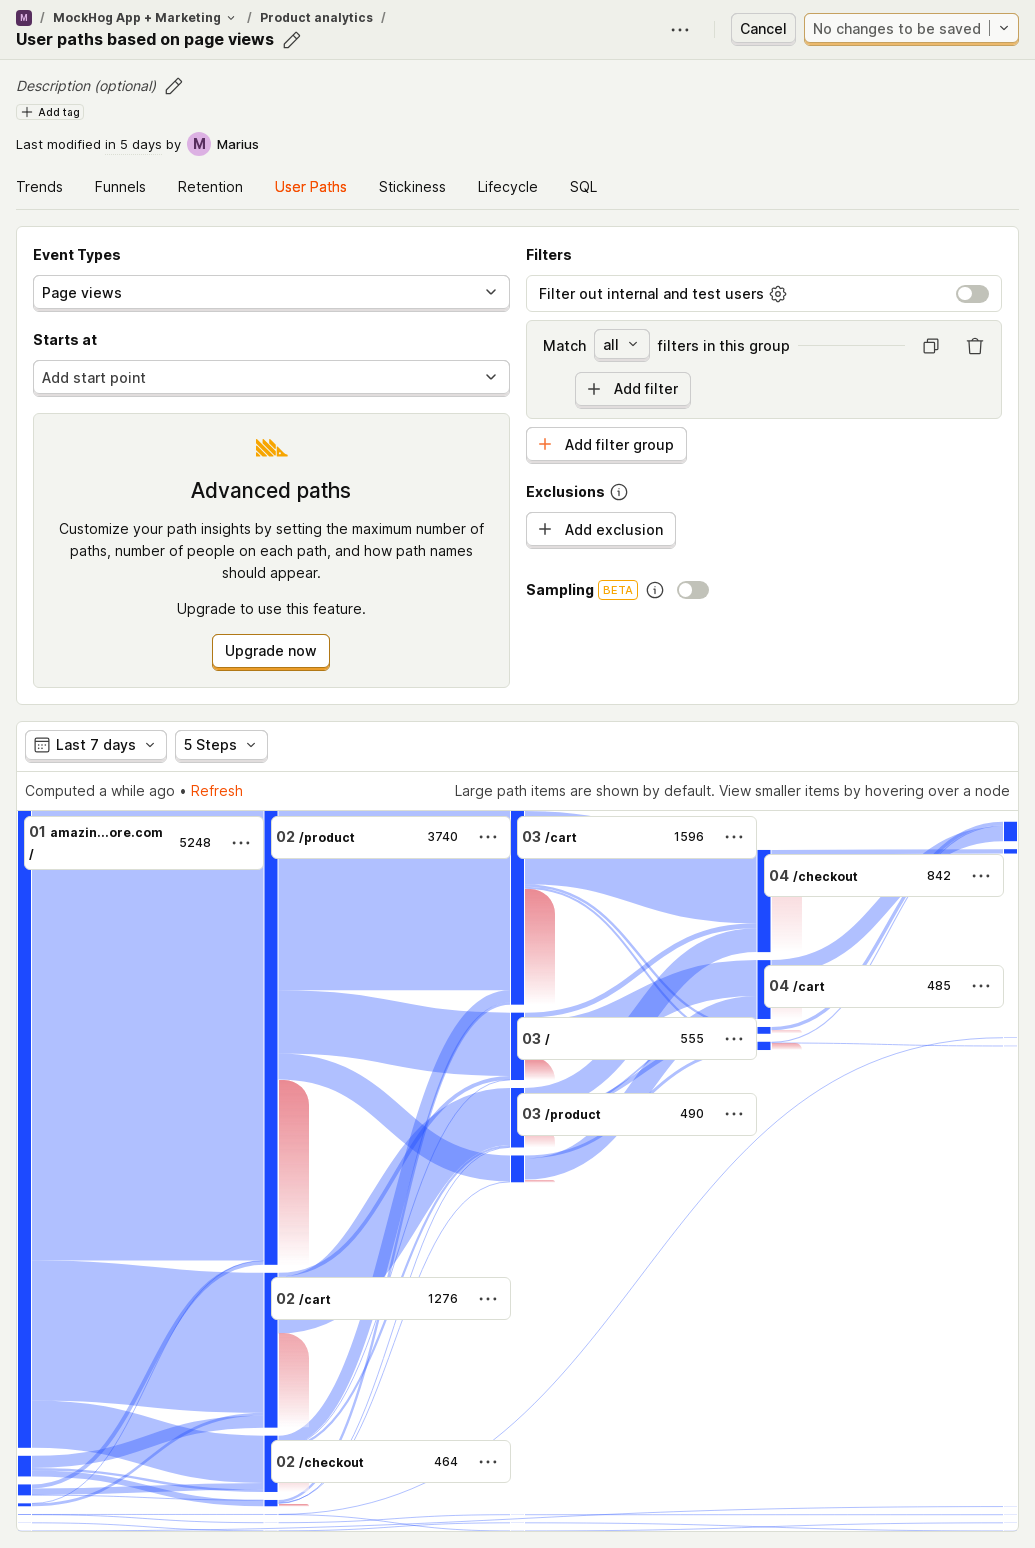 M / MockHog App + Marketing / Product analytics /
User paths based on page views
Cancel
No changes to be saved
Description (optional)
Add tag
Last modified in 5 days by M Marius
Trends Funnels Retention User Paths Stickiness Lifecycle SQL
Event Types
Page views
Starts at
Add start point
Advanced paths
Customize your path insights by setting the maximum number of
paths, number of people on each path, and how path names
should appear.
Upgrade to use this feature.
Upgrade now
Filters
Filter out internal and test users
Match all filters in this group
Add filter
Add filter group
Exclusions
Add exclusion
Sampling BETA
Last 7 days 5 Steps
Computed a while ago • Refresh
Large path items are shown by default. View smaller items by hovering over a node
01 amazin...ore.com
/
5248
02 /product 3740
03 /cart 1596
04 /checkout 842
04 /cart 485
03 / 555
03 /product 490
02 /cart 1276
02 /checkout 464